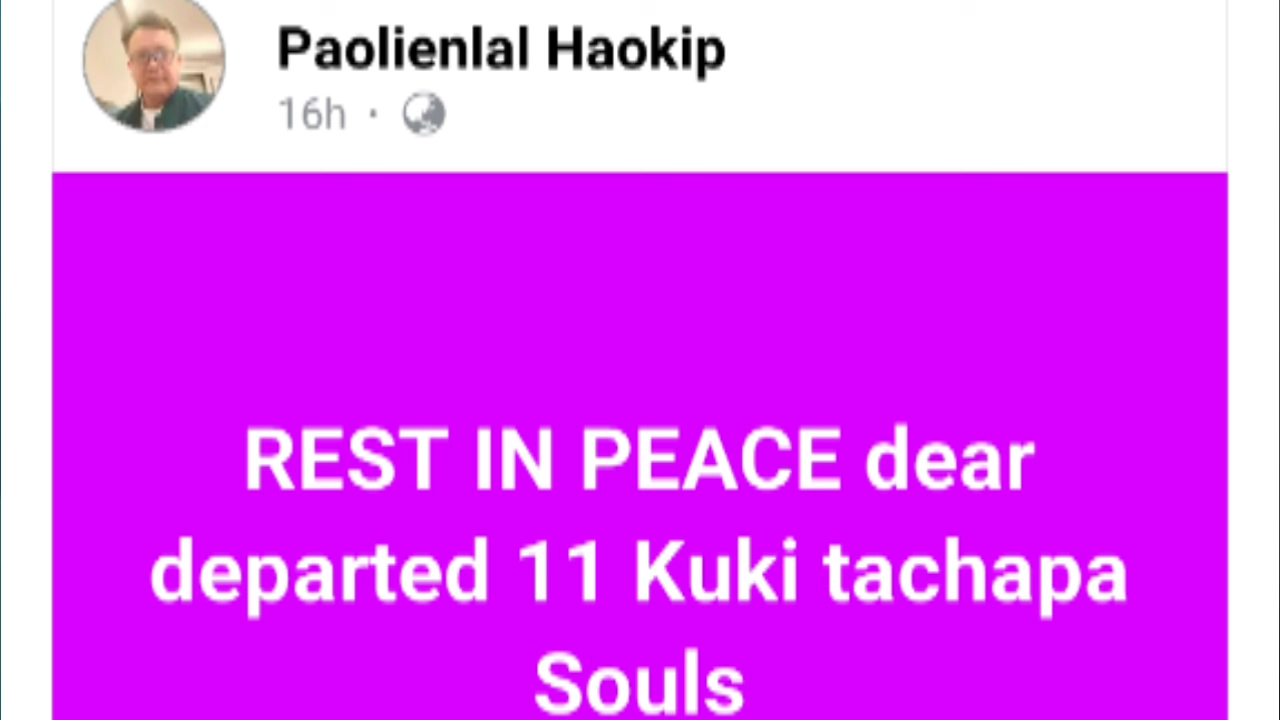 Paolienlal Haokip
16h ·
REST IN PEACE dear
departed 11 Kuki tachapa
Souls